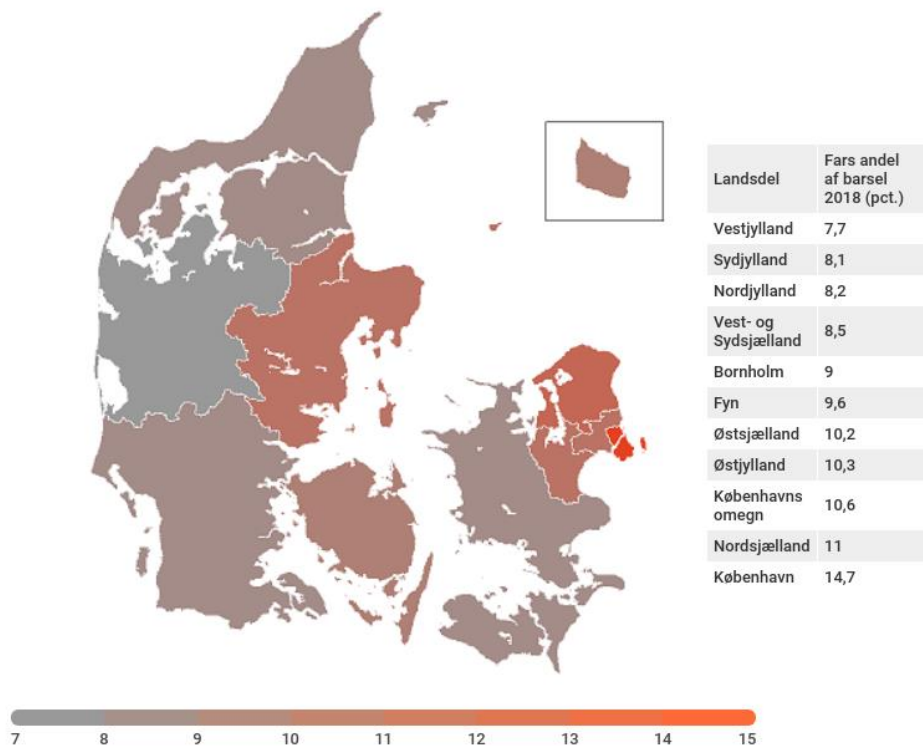 Landsdel
Fars andel
af barsel
2018 (pct.)
Vestjylland 7,7
Sydjylland 8,1
Nordjylland 8,2
Vest- og
Sydsjælland 8,5
Bornholm 9
Fyn 9,6
Østsjælland 10,2
Østjylland 10,3
Københavns
omegn 10,6
Nordsjælland 11
København 14,7
7 8 9 10 11 12 13 14 15